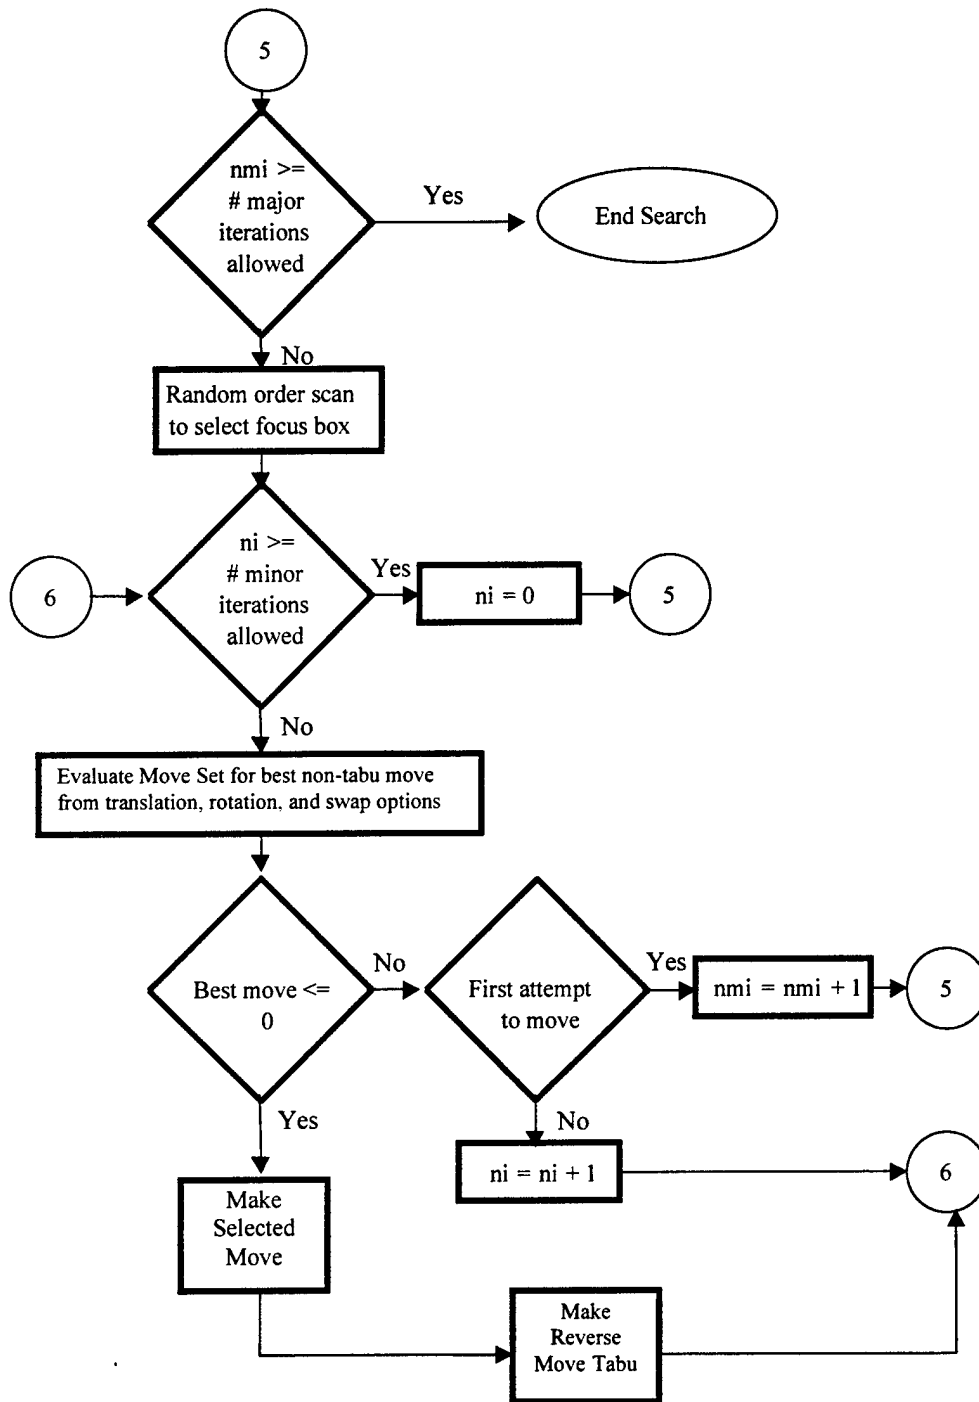 5
nmi >=
# major
iterations
allowed
Yes
End Search
No
Random order scan
to select focus box
6
ni >=
# minor
iterations
allowed
Yes
ni = 0
5
No
Evaluate Move Set for best non-tabu move
from translation, rotation, and swap options
Best move <=
0
No
First attempt
to move
Yes
nmi = nmi + 1
5
Yes
No
ni = ni + 1
6
Make
Selected
Move
Make
Reverse
Move Tabu